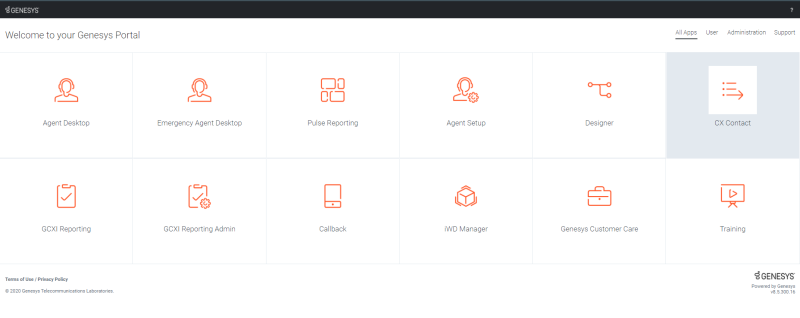 GENESYS
?
Welcome to your Genesys Portal
All Apps User Administration Support
Agent Desktop
Emergency Agent Desktop
Pulse Reporting
Agent Setup
Designer
CX Contact
GCXI Reporting
GCXI Reporting Admin
Callback
IWD Manager
Genesys Customer Care
Training
Terms of Use / Privacy Policy
© 2020 Genesys Telecommunications Laboratories
GENESYS
Powered by Genesys
v8.5.300.16